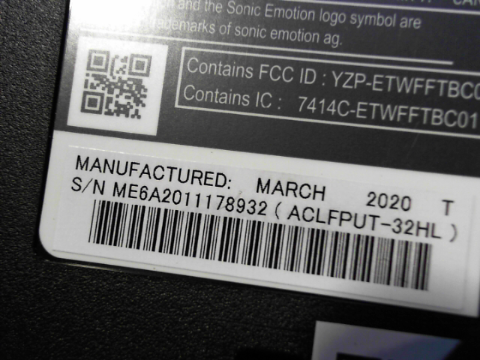 and the Sonic Emotion logo symbol are
trademarks of sonic emotion ag.
Contains FCC ID : YZP-ETWFFTBC0
Contains IC : 7414C-ETWFFTBC01
MANUFACTURED: MARCH 2020 T
S/N ME6A2011178932 ( ACLFPUT-32HL )